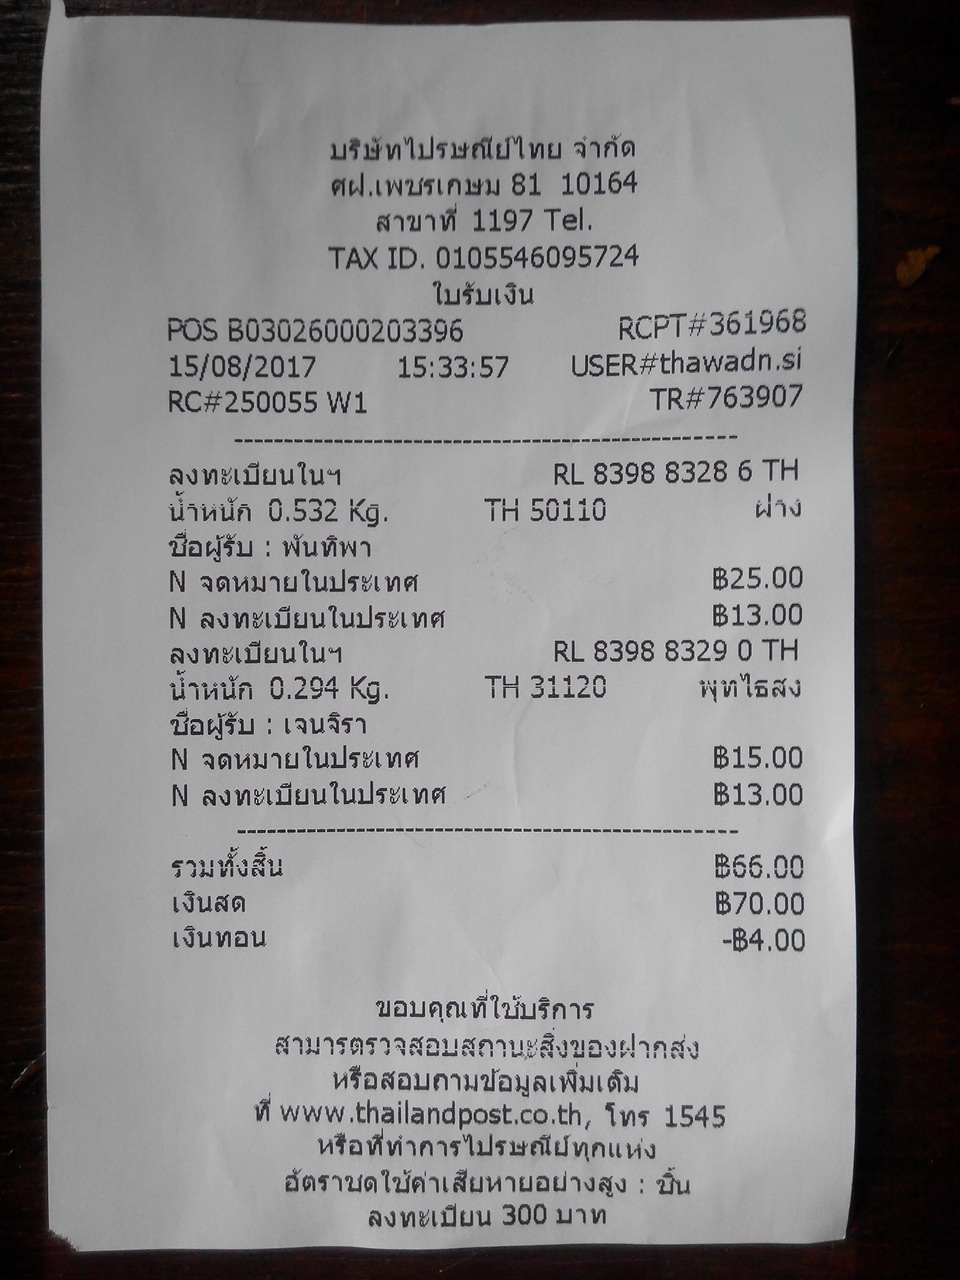 บริษัทไปรษณีย์ไทย จำกัด
ศฝ.เพชรเกษม 81 10164
สาขาที่ 1197 Tel.
TAX ID. 0105546095724
ใบรับเงิน
POS B03026000203396 RCPT#361968
15/08/2017 15:33:57 USER#thawadn.si
RC#250055 W1 TR#763907
ลงทะเบียนในฯ RL 8398 8328 6 TH
น้ำหนัก 0.532 Kg. TH 50110 ฝาง
ชื่อผู้รับ : พันทิพา
N จดหมายในประเทศ ฿25.00
N ลงทะเบียนในประเทศ ฿13.00
ลงทะเบียนในฯ RL 8398 8329 0 TH
น้ำหนัก 0.294 Kg. TH 31120 พุทไธสง
ชื่อผู้รับ : เจนจิรา
N จดหมายในประเทศ ฿15.00
N ลงทะเบียนในประเทศ ฿13.00
รวมทั้งสิ้น ฿66.00
เงินสด ฿70.00
เงินทอน -฿4.00
ขอบคุณที่ใช้บริการ
สามารถตรวจสอบสถานะสิ่งของฝากส่ง
หรือสอบถามข้อมูลเพิ่มเติม
ที่ www.thailandpost.co.th, โทร 1545
หรือที่ทำการไปรษณีย์ทุกแห่ง
อัตราชดใช้ค่าเสียหายอย่างสูง : ชิ้น
ลงทะเบียน 300 บาท